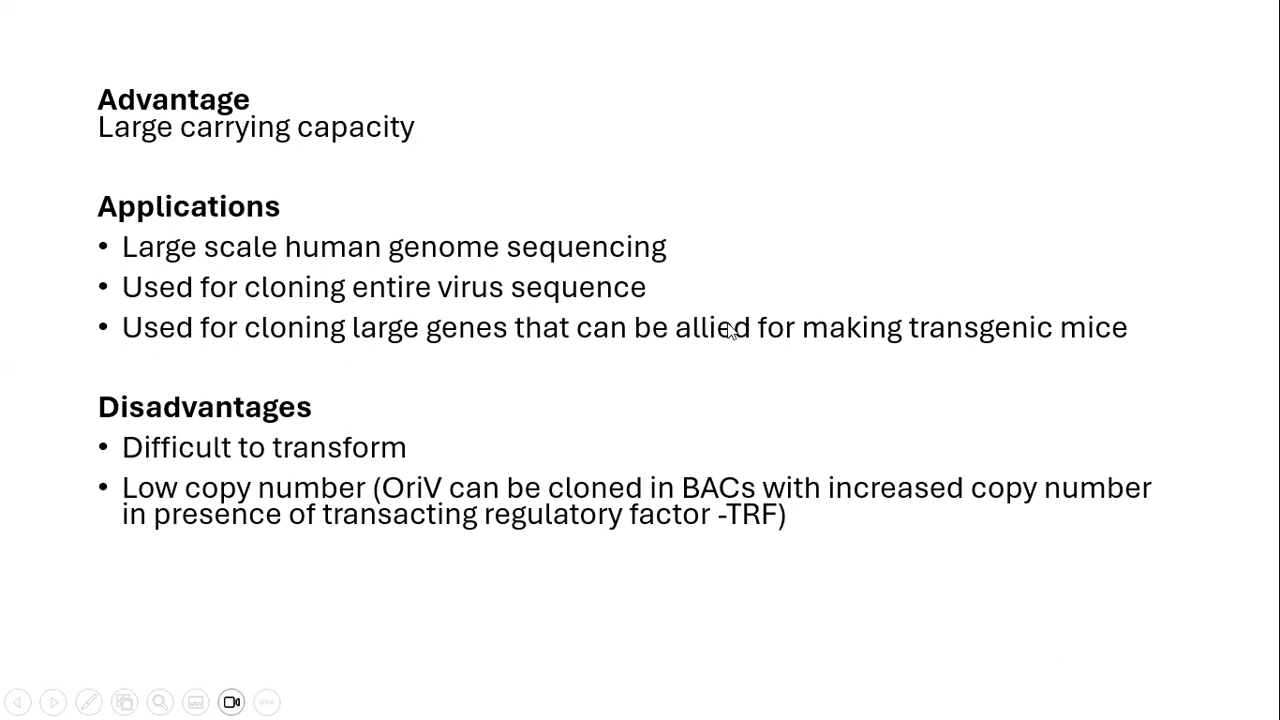 Advantage
Large carrying capacity
Applications
• Large scale human genome sequencing
• Used for cloning entire virus sequence
• Used for cloning large genes that can be allied for making transgenic mice
Disadvantages
• Difficult to transform
• Low copy number (OriV can be cloned in BACs with increased copy number
in presence of transacting regulatory factor -TRF)